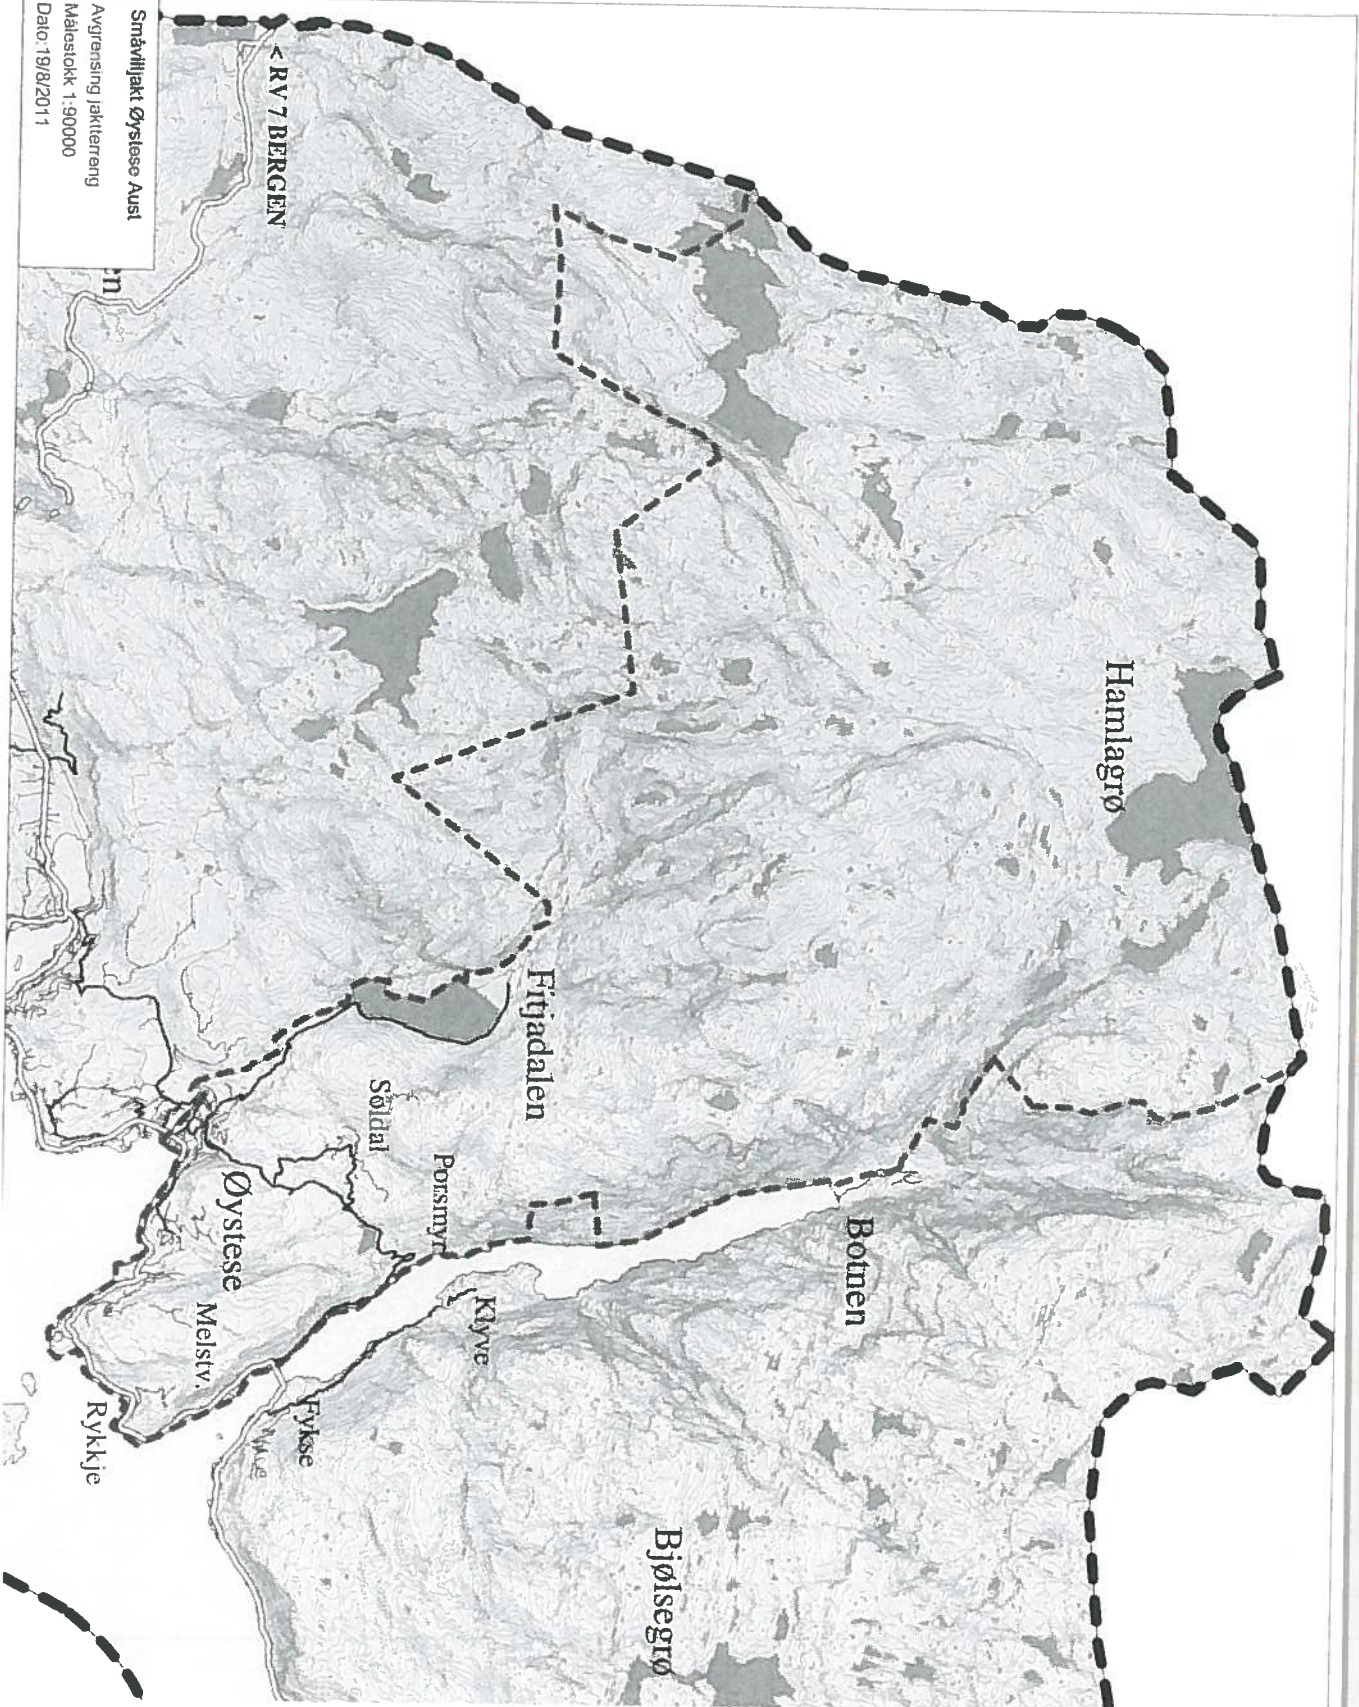 Småviltjakt Øystese Aust
Avgrensing jaktterreng
Målestokk 1:90000
Dato:19/8/2011
< RV 7 BERGEN
en
Hamlagrø
Fitjadalen
Botnen
Søldal
Porsmyr
Øystese
Klyve
Melstv.
Fykse
Rykkje
Bjølsegrø